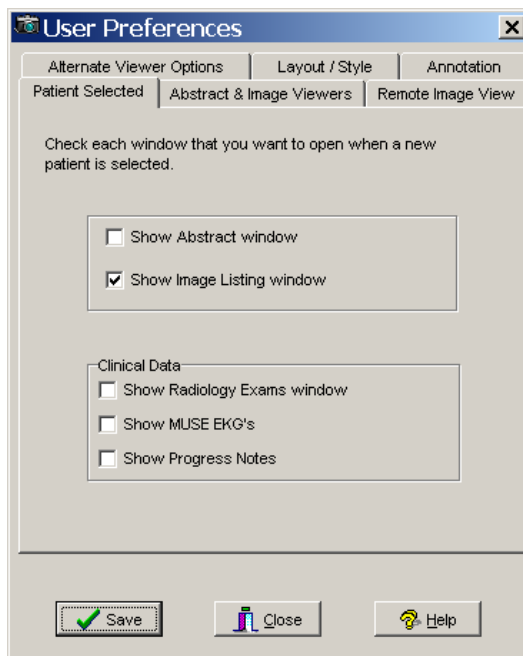 User Preferences
Alternate Viewer Options Layout / Style Annotation
Patient Selected Abstract & Image Viewers Remote Image View
Check each window that you want to open when a new
patient is selected.
Show Abstract window
Show Image Listing window
Clinical Data
Show Radiology Exams window
Show MUSE EKG's
Show Progress Notes
Save Close Help